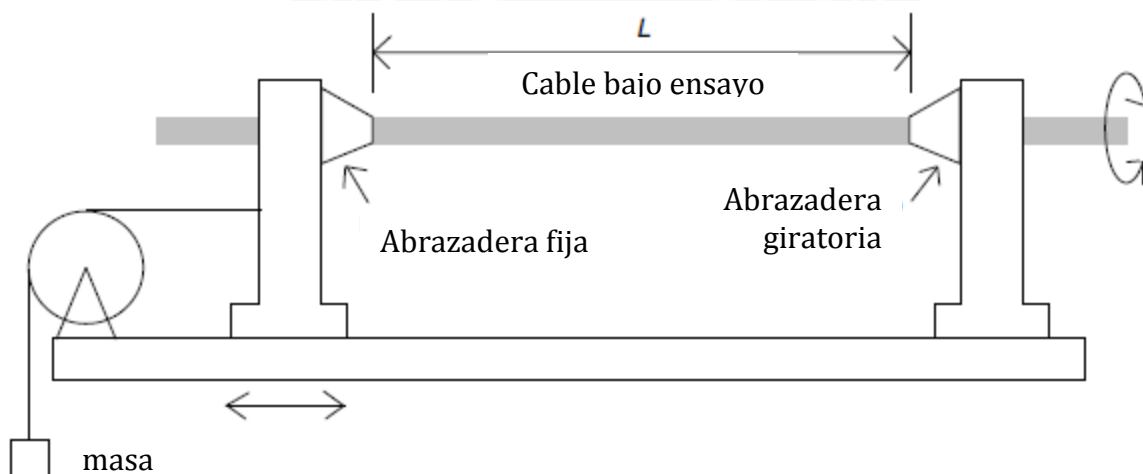 L
Cable bajo ensayo
Abrazadera
giratoria
Abrazadera fija
masa